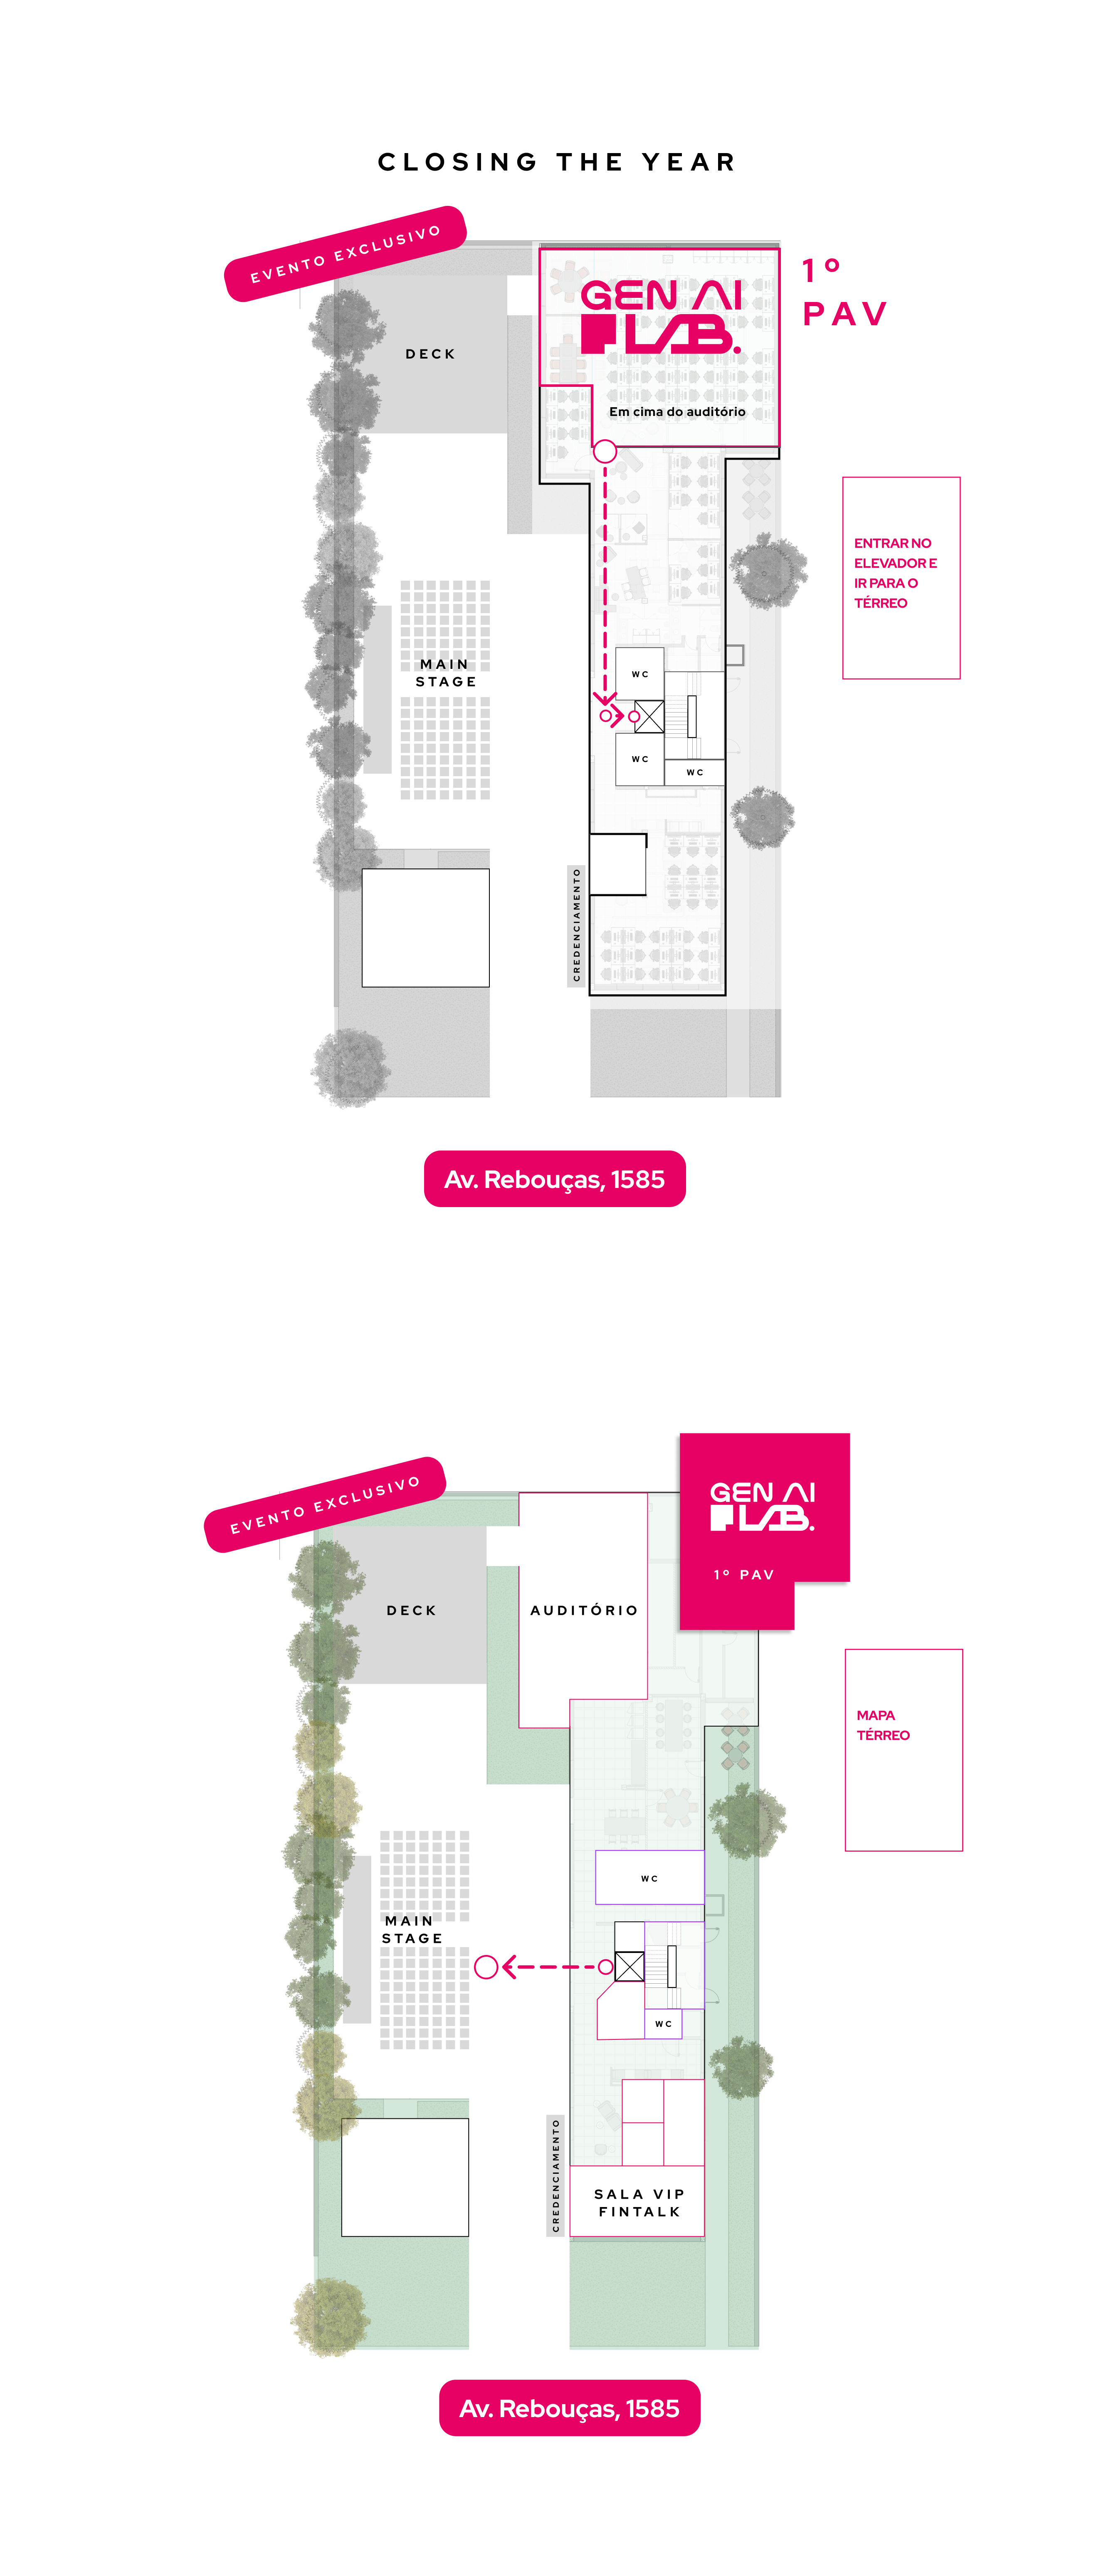 CLOSING THE YEAR
EVENTO EXCLUSIVO
1º
PAV
GEN AI
LAB.
DECK
Em cima do auditório
ENTRAR NO
ELEVADOR E
IR PARA O
TÉRREO
MAIN
STAGE
WC
WC
WC
CREDENCIAMENTO
Av. Rebouças, 1585
EVENTO EXCLUSIVO
GEN AI
LAB.
1º PAV
DECK
AUDITÓRIO
MAPA
TÉRREO
WC
MAIN
STAGE
WC
CREDENCIAMENTO
SALA VIP
FINTALK
Av. Rebouças, 1585